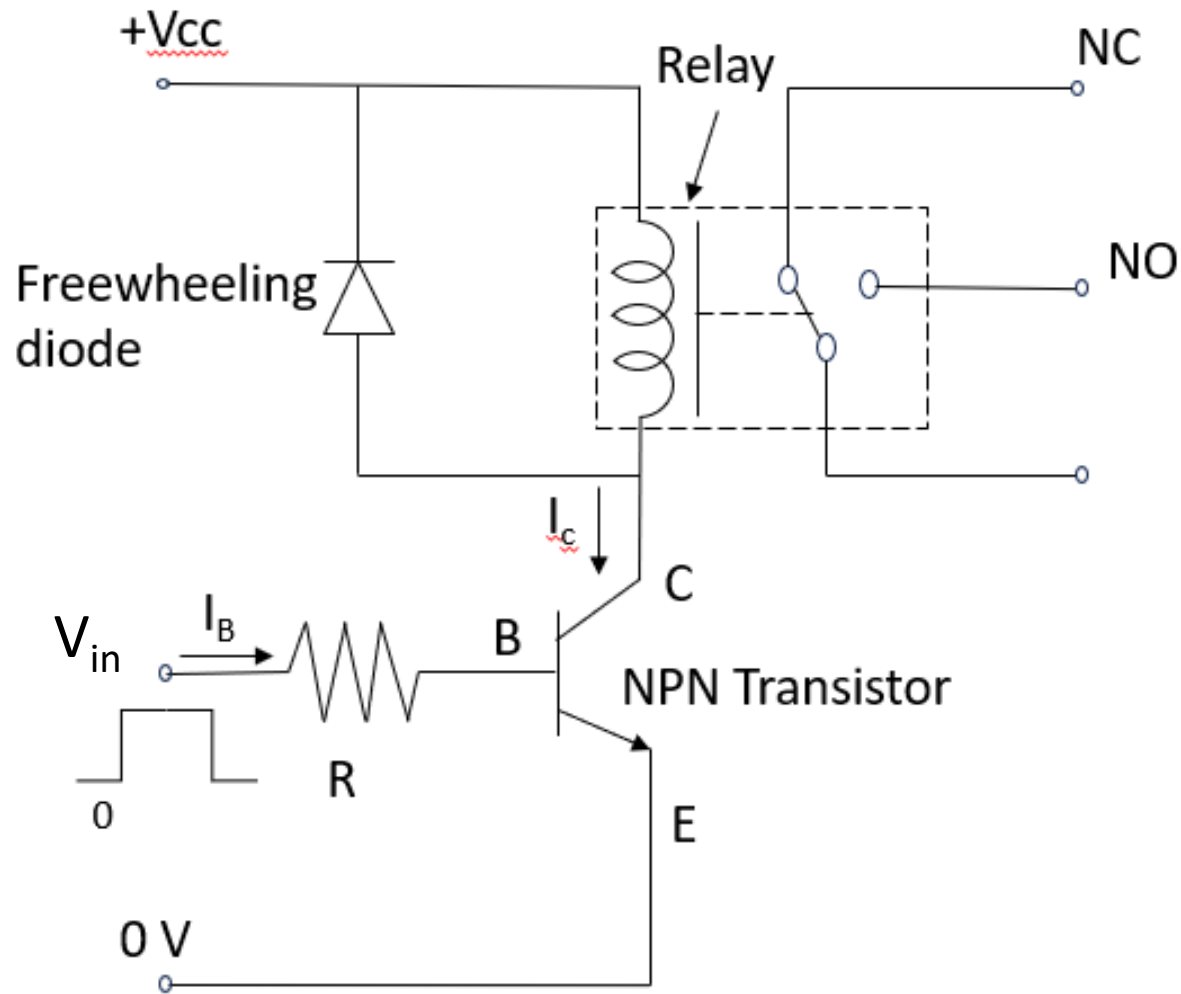 +Vcc
Relay
NC
NO
Freewheeling
diode
Ic
C
IB
Vin
B
NPN Transistor
R
0
E
0 V